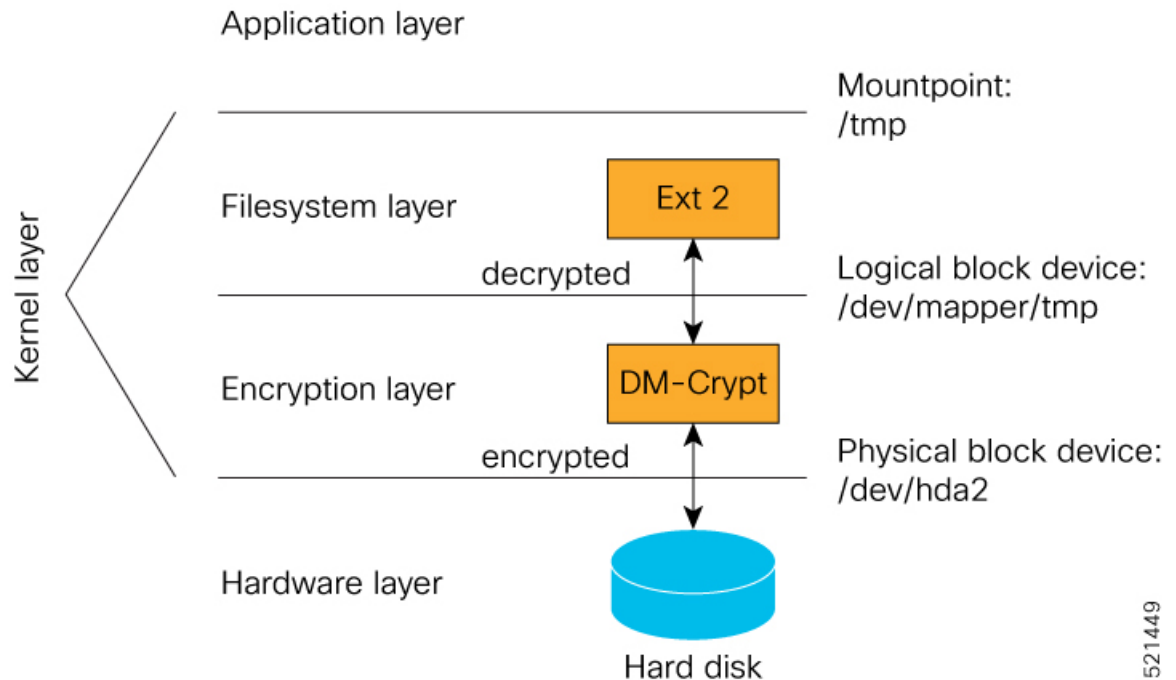 Application layer
Mountpoint:
/tmp
Kernel layer
Filesystem layer
Ext 2
decrypted
Logical block device:
/dev/mapper/tmp
Encryption layer
DM-Crypt
encrypted
Physical block device:
/dev/hda2
Hardware layer
Hard disk
521449